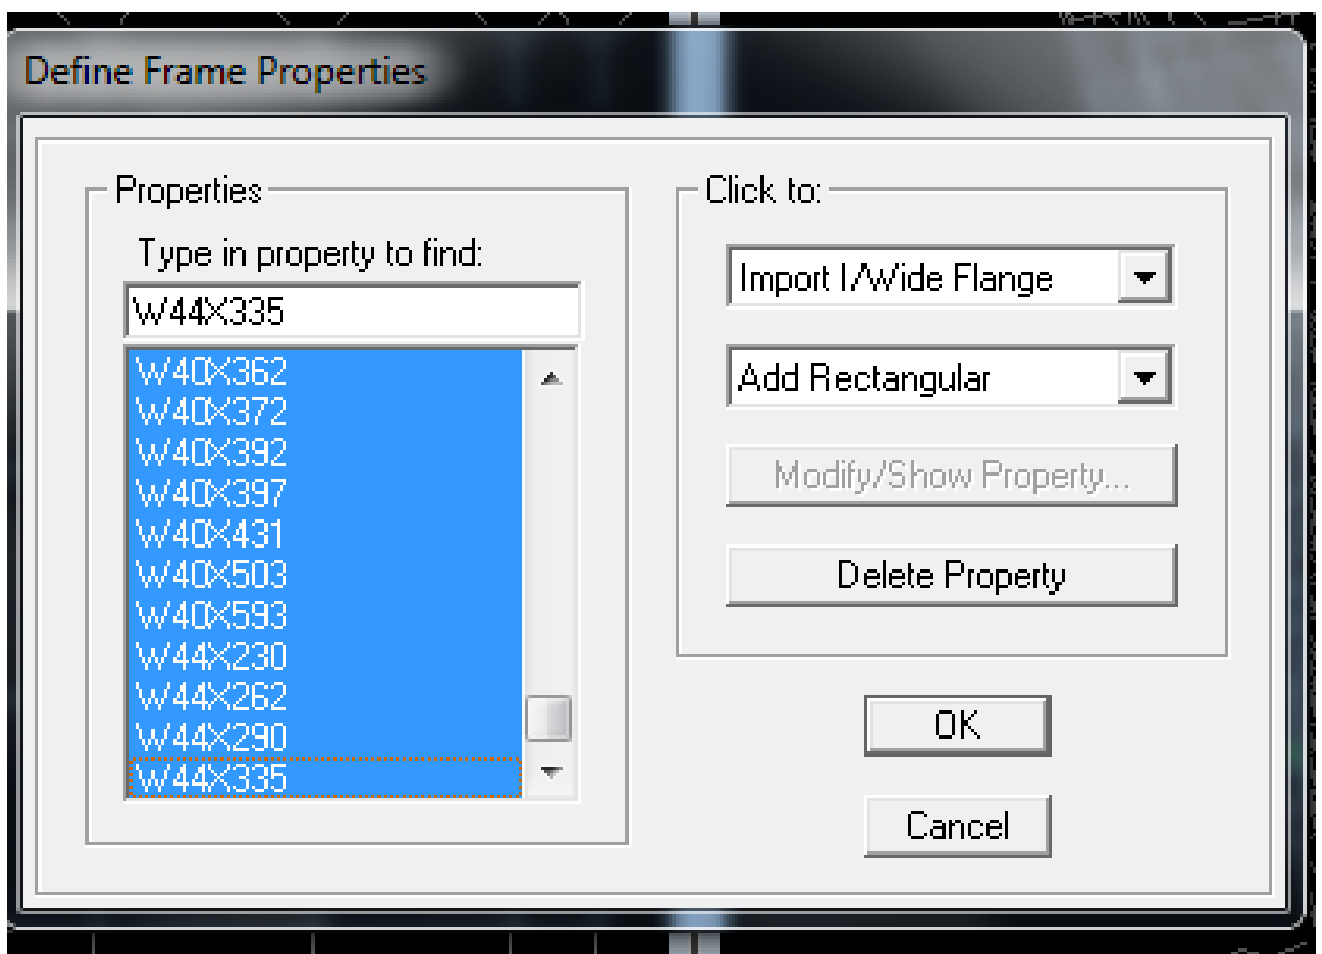 Define Frame Properties
Properties
Type in property to find:
W44X335
W40X362
W40X372
W40X392
W40X397
W40X431
W40X503
W40X593
W44X230
W44X262
W44X290
W44X335
Click to:
Import I/Wide Flange
Add Rectangular
Modify/Show Property...
Delete Property
OK
Cancel